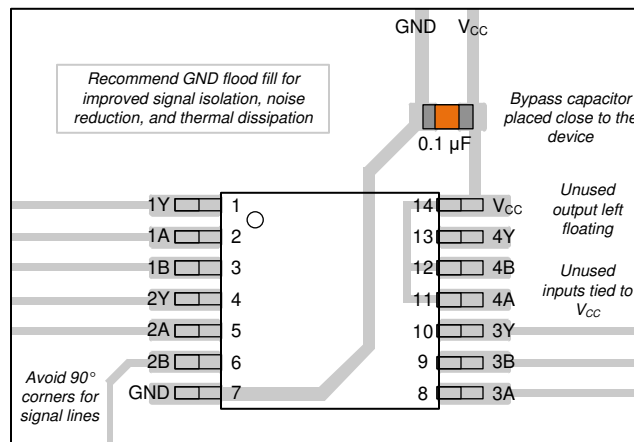 GND VCC
Recommend GND flood fill for
improved signal isolation, noise
reduction, and thermal dissipation
Bypass capacitor
placed close to the
device
0.1 µF
1Y 1 14 VCC
1A 2 13 4Y
1B 3 12 4B
2Y 4 11 4A
2A 5 10 3Y
2B 6 9 3B
GND 7 8 3A
Unused
output left
floating
Unused
inputs tied to
VCC
Avoid 90°
corners for
signal lines